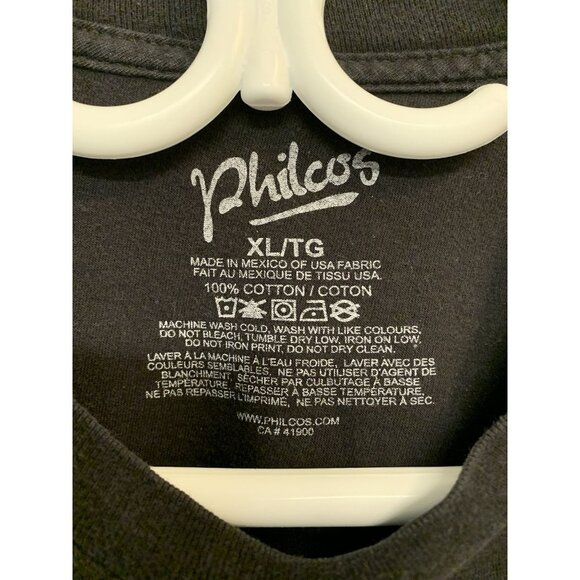 Philcos
XL/TG
MADE IN MEXICO OF USA FABRIC
FAIT AU MEXIQUE DE TISSU USA.
100% COTTON / COTON
MACHINE WASH COLD, WASH WITH LIKE COLOURS,
DO NOT BLEACH, TUMBLE DRY LOW, IRON ON LOW,
DO NOT IRON PRINT, DO NOT DRY CLEAN.
LAVER À LA MACHINE À L'EAU FROIDE, LAVER AVEC DES
COULEURS SEMBLABLES, NE PAS UTILISER D'AGENT DE
BLANCHIMENT, SÉCHER PAR CULBUTAGE À BASSE
TEMPÉRATURE, REPASSER À BASSE TEMPÉRATURE,
NE PAS REPASSER L'IMPRIMÉ, NE PAS NETTOYER À SEC.
WWW.PHILCOS.COM
CA # 41900